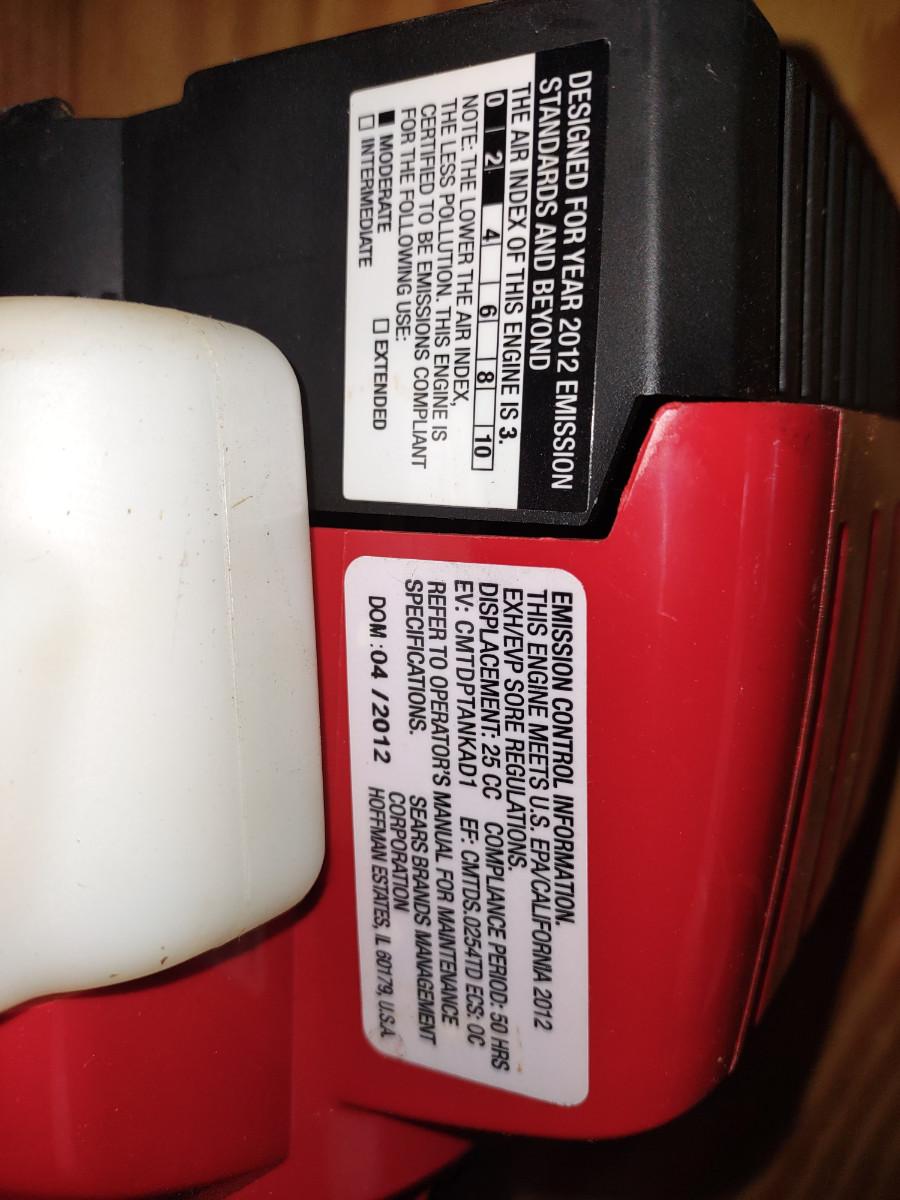 DESIGNED FOR YEAR 2012 EMISSION
STANDARDS AND BEYOND
THE AIR INDEX OF THIS ENGINE IS 3.
0 2 4 6 8 10
NOTE: THE LOWER THE AIR INDEX,
THE LESS POLLUTION. THIS ENGINE IS
CERTIFIED TO BE EMISSIONS COMPLIANT
FOR THE FOLLOWING USE:
■ MODERATE □ EXTENDED
□ INTERMEDIATE
EMISSION CONTROL INFORMATION.
THIS ENGINE MEETS U.S. EPA/CALIFORNIA 2012
EXH/EVP SORE REGULATIONS.
DISPLACEMENT: 25 CC COMPLIANCE PERIOD: 50 HRS
EV: CMTDPTANKAD1 EF: CMTDS.0254TD ECS: OC
REFER TO OPERATOR'S MANUAL FOR MAINTENANCE
SPECIFICATIONS.
SEARS BRANDS MANAGEMENT
CORPORATION
DOM: 04 / 2012 HOFFMAN ESTATES, IL 60179, U.S.A.